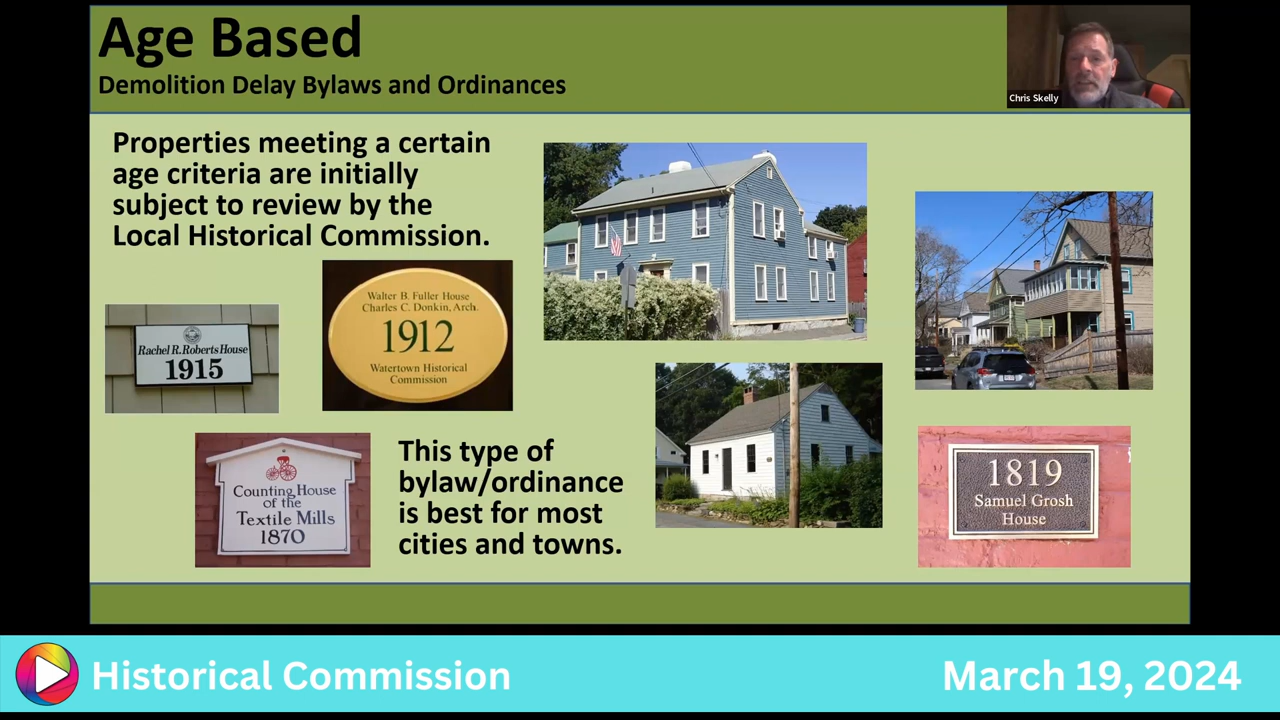 Age Based
Demolition Delay Bylaws and Ordinances
Chris Skelly
Properties meeting a certain
age criteria are initially
subject to review by the
Local Historical Commission.
Rachel R. Roberts House
1915
Walter B. Fuller House
Charles C. Donkin, Arch.
1912
Watertown Historical
Commission
Counting House
of the
Textile Mills
1870
This type of
bylaw/ordinance
is best for most
cities and towns.
1819
Samuel Grosh
House
Historical Commission
March 19, 2024